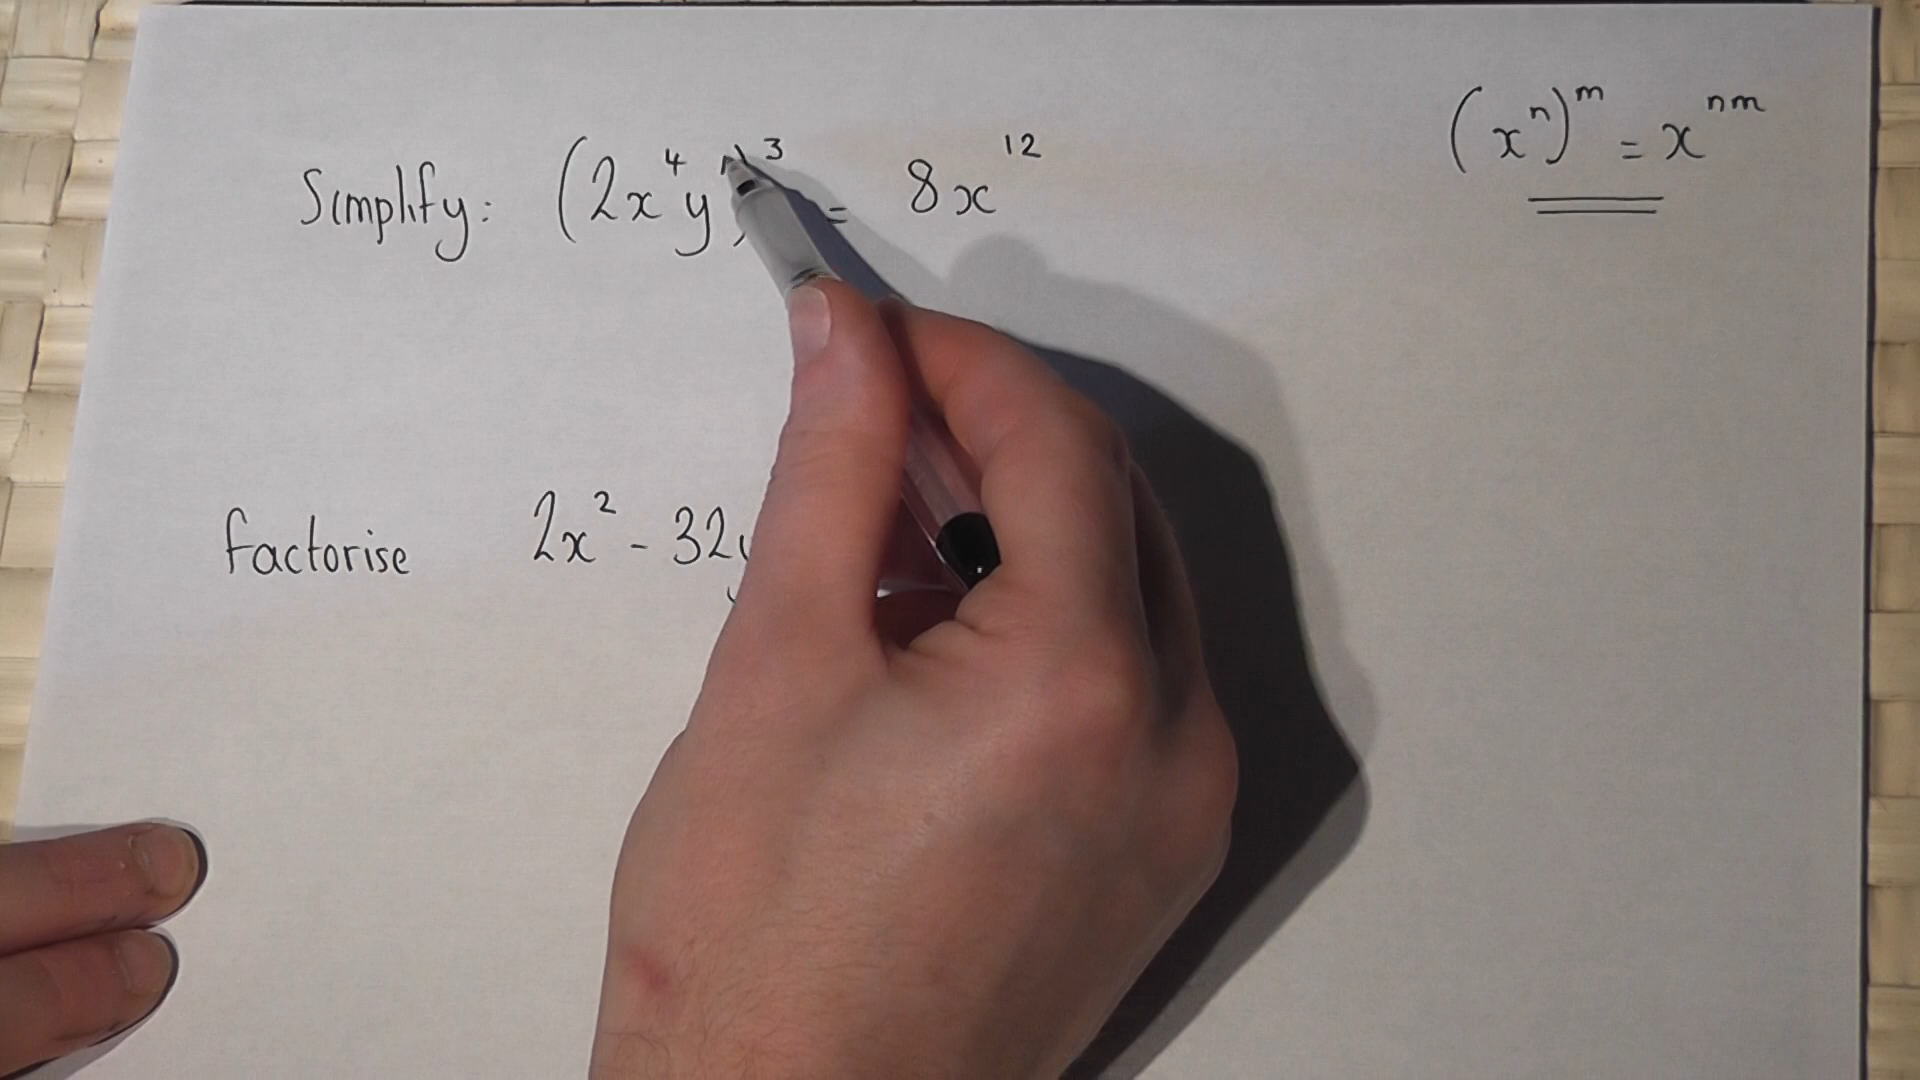 Simplify: (2x⁴y)³ = 8x¹²
(xⁿ)ᵐ = xⁿᵐ
factorise 2x² - 32